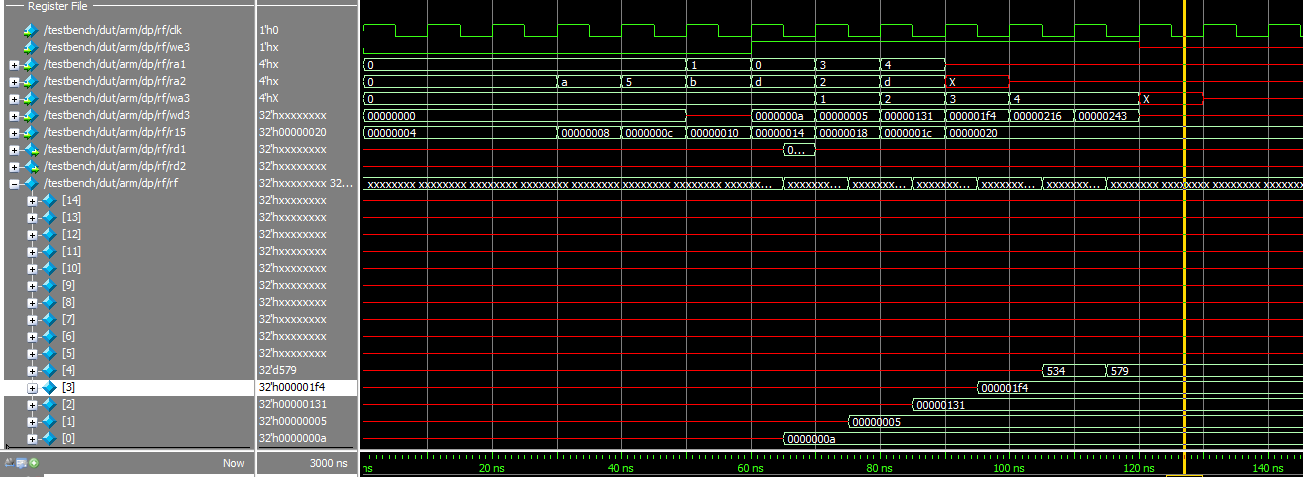 Register File
/testbench/dut/arm/dp/rf/clk 1'h0
/testbench/dut/arm/dp/rf/we3 1'hx
/testbench/dut/arm/dp/rf/ra1 4'hx 0 1 0 3 4
/testbench/dut/arm/dp/rf/ra2 4'hx 0 a 5 b d 2 d X
/testbench/dut/arm/dp/rf/wa3 4'hX 0 1 2 3 4 X
/testbench/dut/arm/dp/rf/wd3 32'hxxxxxxxx 00000000 0000000a 00000005 00000131 000001f4 00000216 00000243
/testbench/dut/arm/dp/rf/r15 32'h00000020 00000004 00000008 0000000c 00000010 00000014 00000018 0000001c 00000020
/testbench/dut/arm/dp/rf/rd1 32'hxxxxxxxx 0...
/testbench/dut/arm/dp/rf/rd2 32'hxxxxxxxx
/testbench/dut/arm/dp/rf/rf 32'hxxxxxxxx 32... xxxxxxxx xxxxxxxx xxxxxxxx xxxxxxxx xxxxxxxx xxxxxxxx xxxxxxxx xxxxx... xxxxxxx... xxxxxxx... xxxxxxx... xxxxxxx... xxxxxxx... xxxxxxxx xxxxxxxx xxxxxxxx xxxxxxx
[14] 32'hxxxxxxxx
[13] 32'hxxxxxxxx
[12] 32'hxxxxxxxx
[11] 32'hxxxxxxxx
[10] 32'hxxxxxxxx
[9] 32'hxxxxxxxx
[8] 32'hxxxxxxxx
[7] 32'hxxxxxxxx
[6] 32'hxxxxxxxx
[5] 32'hxxxxxxxx
[4] 32'd579 534 579
[3] 32'h000001f4 000001f4
[2] 32'h00000131 00000131
[1] 32'h00000005 00000005
[0] 32'h0000000a 0000000a
Now 3000 ns ns 20 ns 40 ns 60 ns 80 ns 100 ns 120 ns 140 ns